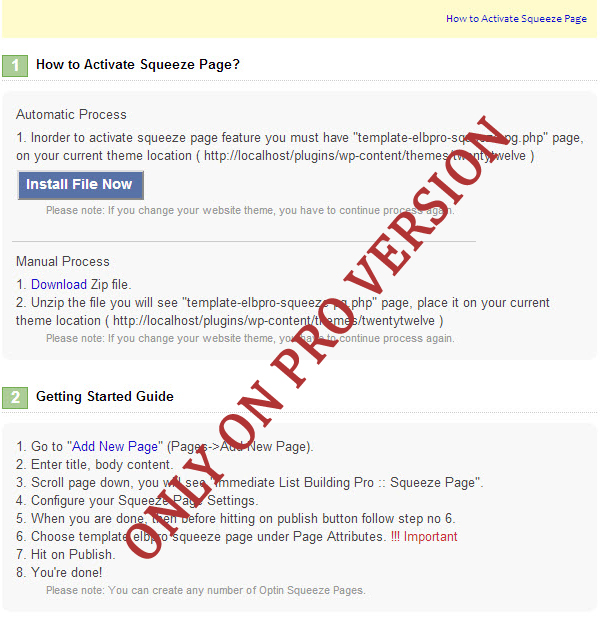 How to Activate Squeeze Page
1 How to Activate Squeeze Page?
Automatic Process
1. Inorder to activate squeeze page feature you must have "template-elbpro-squeeze-pg.php" page,
on your current theme location ( http://localhost/plugins/wp-content/themes/twentytwelve )
Install File Now
Please note: If you change your website theme, you have to continue process again.
Manual Process
1. Download Zip file.
2. Unzip the file you will see "template-elbpro-squeeze-pg.php" page, place it on your current
theme location ( http://localhost/plugins/wp-content/themes/twentytwelve )
Please note: If you change your website theme, you have to continue process again.
2 Getting Started Guide
1. Go to "Add New Page" (Pages->Add New Page).
2. Enter title, body content.
3. Scroll page down, you will see "Immediate List Building Pro :: Squeeze Page".
4. Configure your Squeeze Page Settings.
5. When you are done, then before hitting on publish button follow step no 6.
6. Choose template elbpro squeeze page under Page Attributes. !!! Important
7. Hit on Publish.
8. You're done!
Please note: You can create any number of Optin Squeeze Pages.
ONLY ON PRO VERSION